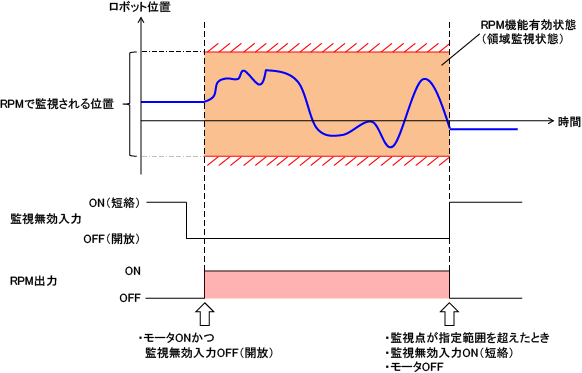 ロボット位置
RPM機能有効状態
（領域監視状態）
RPMで監視される位置
時間
ON（短絡）
監視無効入力
OFF（開放）
ON
RPM出力
OFF
・モータONかつ
監視無効入力OFF（開放）
・監視点が指定範囲を超えたとき
・監視無効入力ON（短絡）
・モータOFF